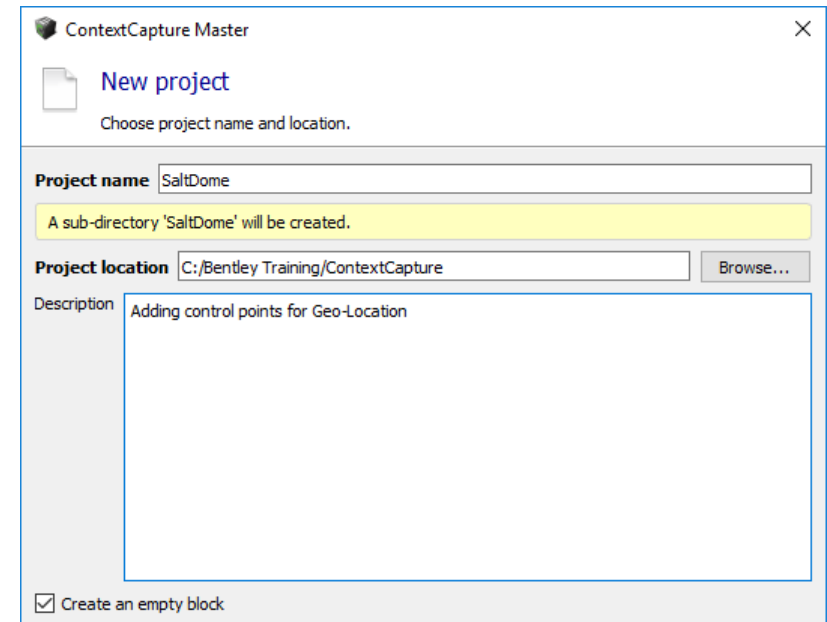 ContextCapture Master
New project
Choose project name and location.
Project name SaltDome
A sub-directory 'SaltDome' will be created.
Project location C:/Bentley Training/ContextCapture Browse...
Description Adding control points for Geo-Location
Create an empty block